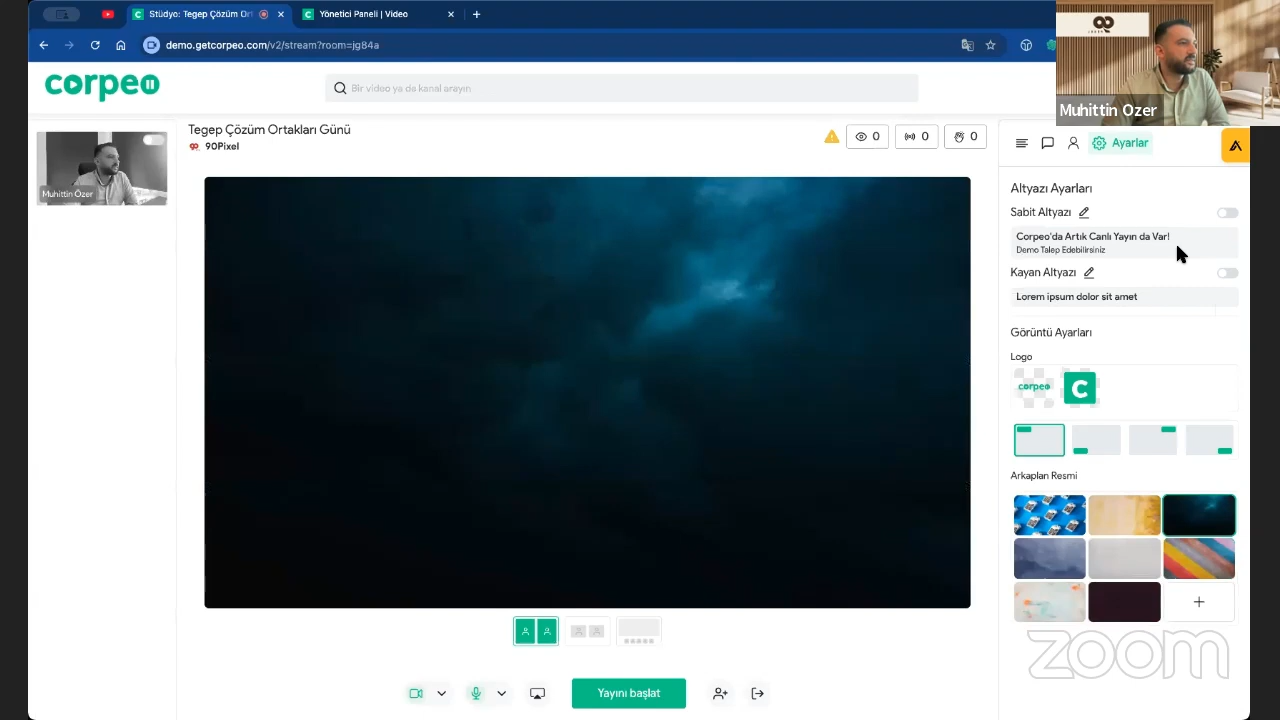 Stüdyo: Tegep Çözüm Ort
Yönetici Paneli | Video
demo.getcorpeo.com/v2/stream?room=jg84a
Muhittin Ozer
corpeo
Bir video ya da kanal arayın
Tegep Çözüm Ortakları Günü
90Pixel
0
0
0
Ayarlar
Muhittin Özer
Altyazı Ayarları
Sabit Altyazı
Corpeo'da Artık Canlı Yayın da Var!
Demo Talep Edebilirsiniz
Kayan Altyazı
Lorem ipsum dolor sit amet
Görüntü Ayarları
Logo
corpeo
C
Arkaplan Resmi
zoom
Yayını başlat